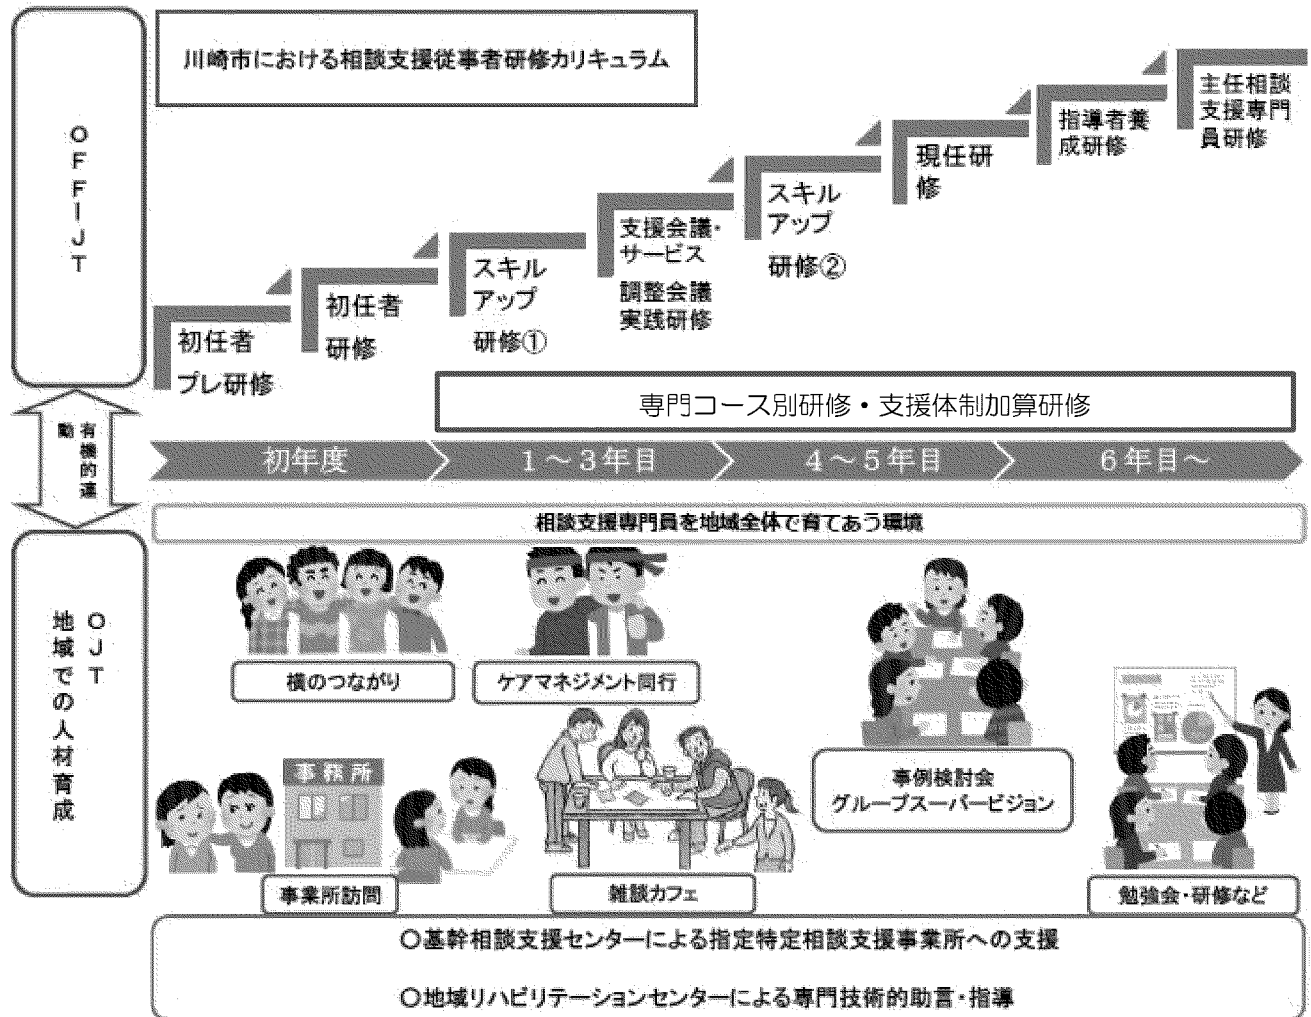 川崎市における相談支援従事者研修カリキュラム
OFF-JT
主任相談
支援専門
員研修
指導者養
成研修
現任研
修
スキル
アップ
研修②
支援会議・
サービス
調整会議
実践研修
スキル
アップ
研修①
初任者
研修
初任者
プレ研修
専門コース別研修・支援体制加算研修
有機的連
動
初年度
1～3年目
4～5年目
6年目～
相談支援専門員を地域全体で育てあう環境
OJT
地域での人材育成
横のつながり
ケアマネジメント同行
事務所
事例検討会
グループスーパービジョン
事業所訪問
雑談カフェ
勉強会・研修など
〇基幹相談支援センターによる指定特定相談支援事業所への支援
〇地域リハビリテーションセンターによる専門技術的助言・指導